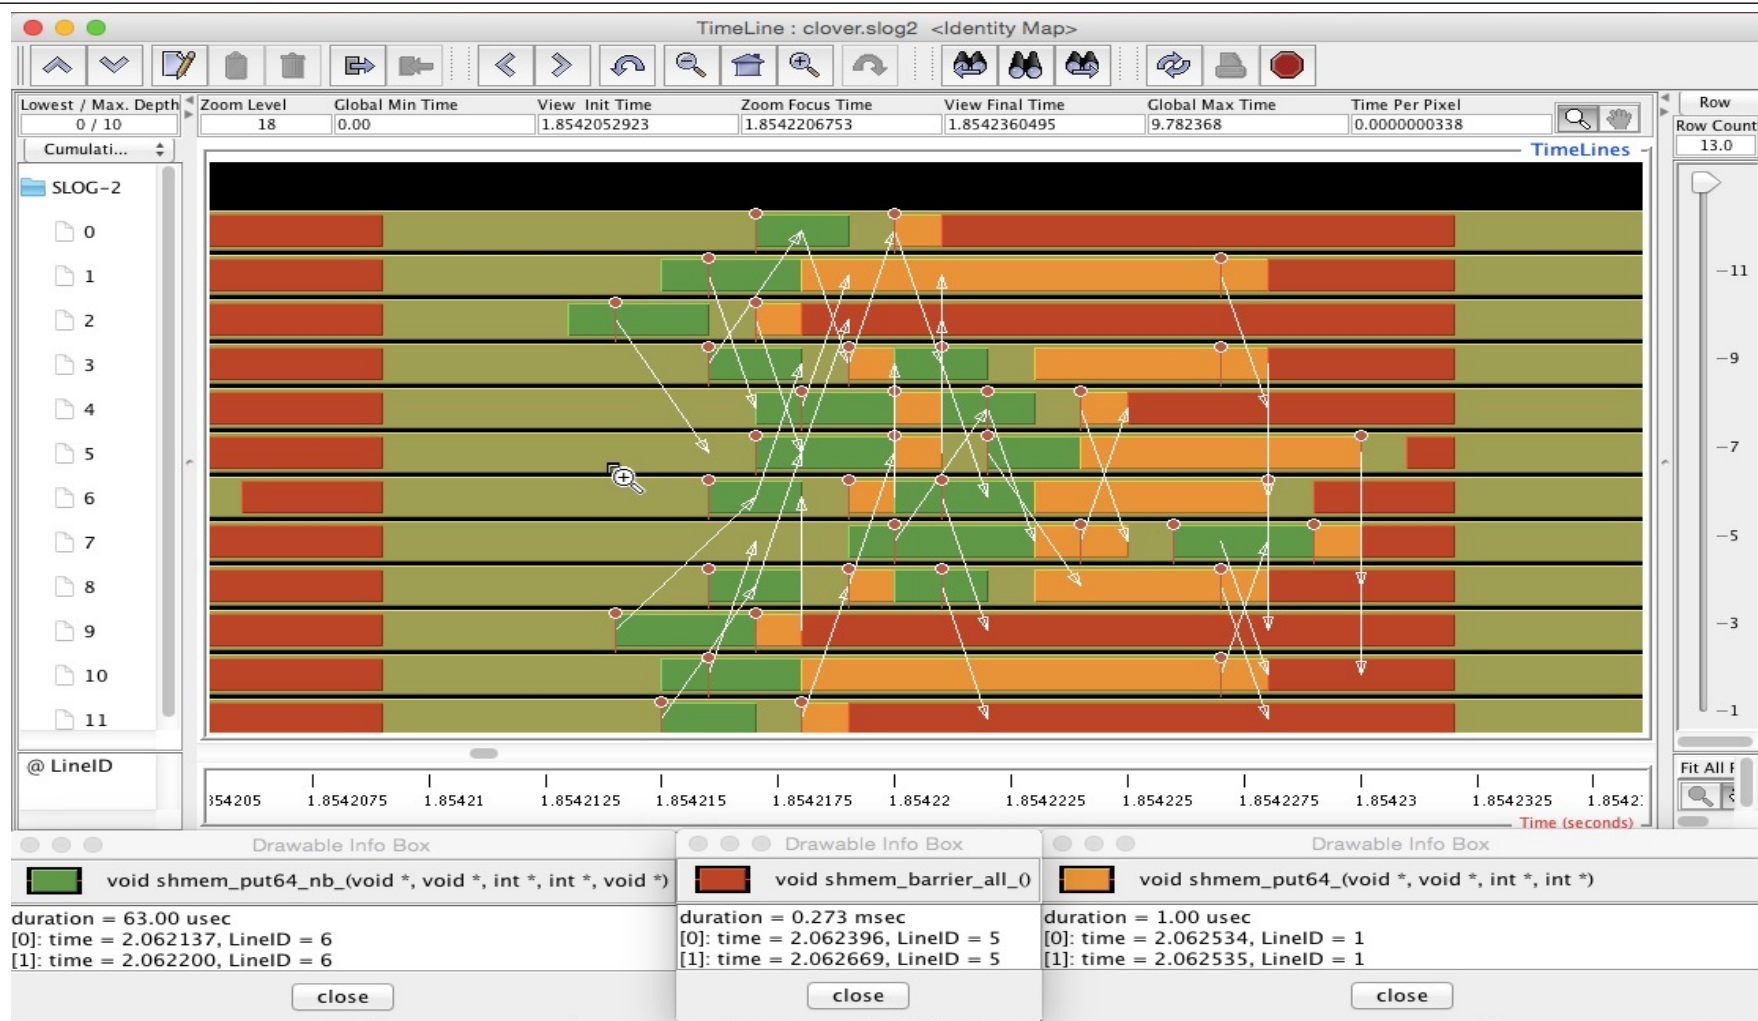 TimeLine : clover.slog2 <Identity Map>
Lowest / Max. Depth Zoom Level Global Min Time View Init Time Zoom Focus Time View Final Time Global Max Time Time Per Pixel Row
0 / 10 18 0.00 1.8542052923 1.8542206753 1.8542360495 9.782368 0.0000000338 Row Count
13.0
Cumulati... TimeLines
SLOG-2
0
1 -11
2
3 -9
4
5 -7
6
7 -5
8
9 -3
10
11 -1
@ LineID Fit All
354205 1.8542075 1.85421 1.8542125 1.854215 1.8542175 1.85422 1.8542225 1.854225 1.8542275 1.85423 1.8542325 1.8542
Time (seconds)
Drawable Info Box
void shmem_put64_nb_(void *, void *, int *, int *, void *)
duration = 63.00 usec
[0]: time = 2.062137, LineID = 6
[1]: time = 2.062200, LineID = 6
close
Drawable Info Box
void shmem_barrier_all_()
duration = 0.273 msec
[0]: time = 2.062396, LineID = 5
[1]: time = 2.062669, LineID = 5
close
Drawable Info Box
void shmem_put64_(void *, void *, int *, int *)
duration = 1.00 usec
[0]: time = 2.062534, LineID = 1
[1]: time = 2.062535, LineID = 1
close